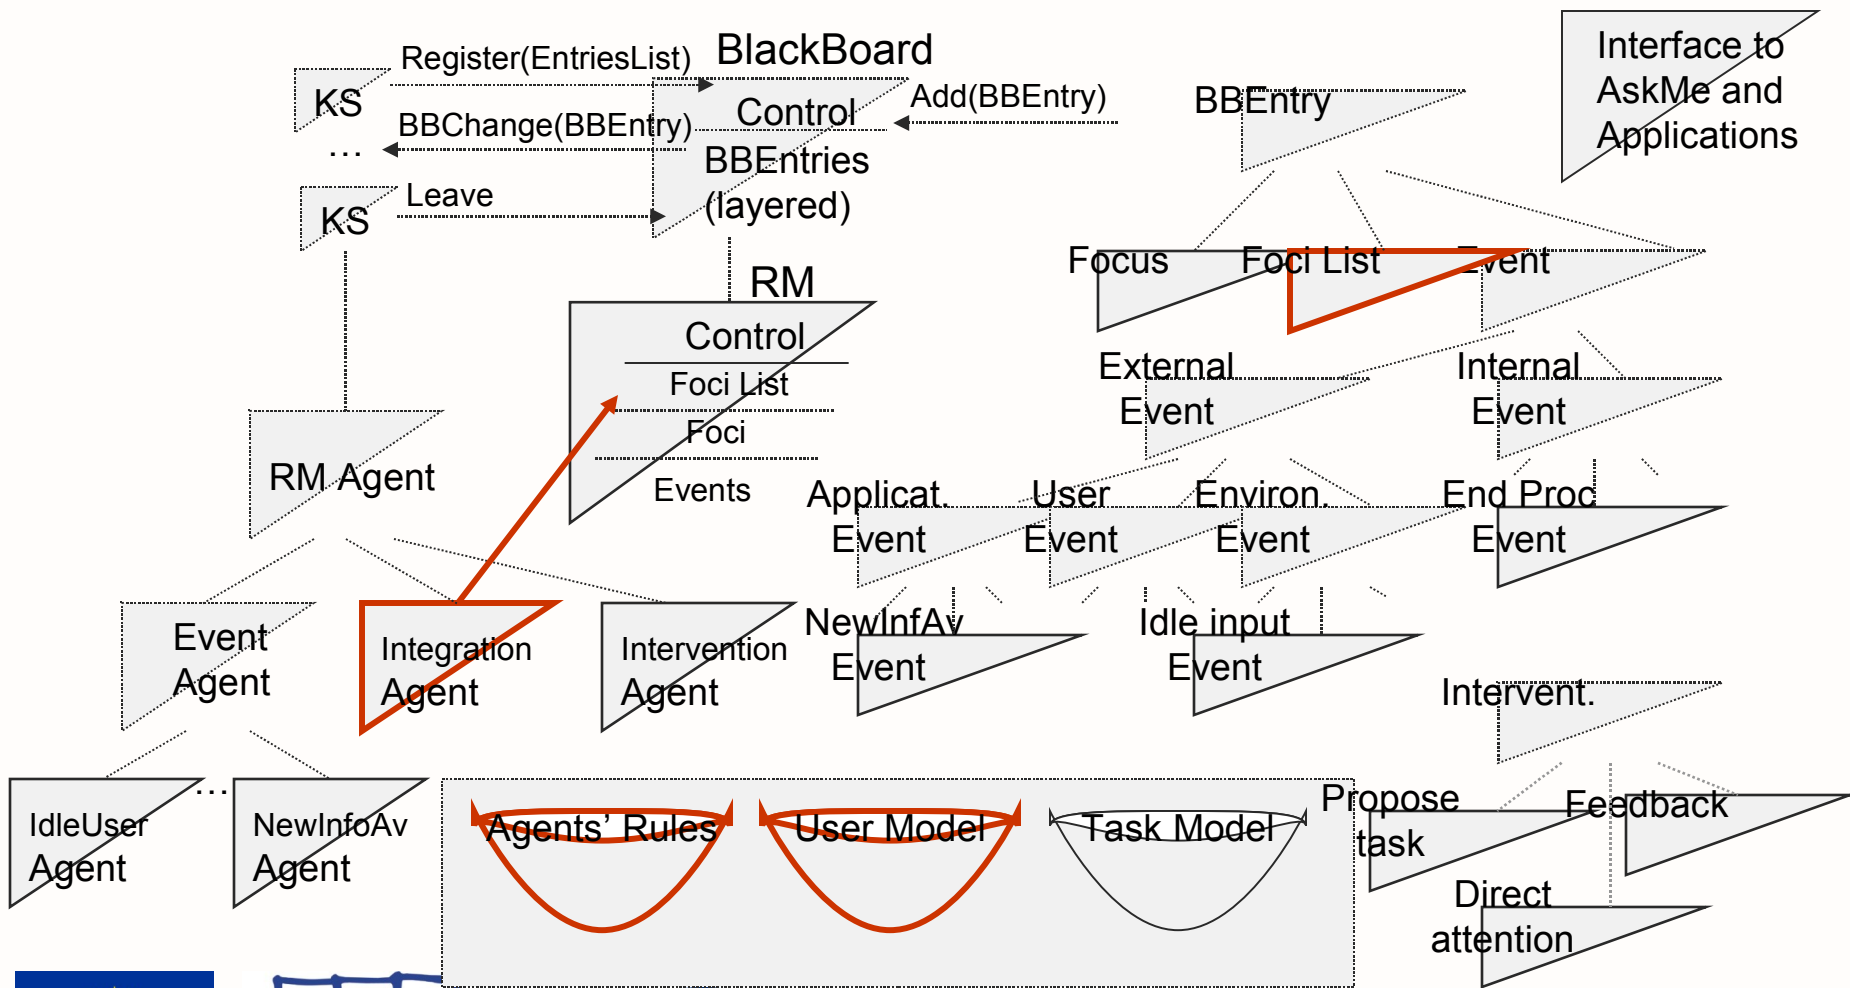 BlackBoard
Register(EntriesList)
KS
Control
Add(BBEntry)
BBChange(BBEntry)
...
BBEntries
(layered)
Leave
KS
BBEntry
Interface to
AskMe and
Applications
Focus
Foci List
Event
RM
Control
Foci List
Foci
Events
External
Event
Internal
Event
RM Agent
Applicat.
Event
User
Event
Environ.
Event
End Proc
Event
Event
Agent
Integration
Agent
Intervention
Agent
NewInfAv
Event
Idle input
Event
Intervent.
IdleUser
Agent
...
NewInfoAv
Agent
Agents’ Rules
User Model
Task Model
Propose
task
Feedback
Direct
attention